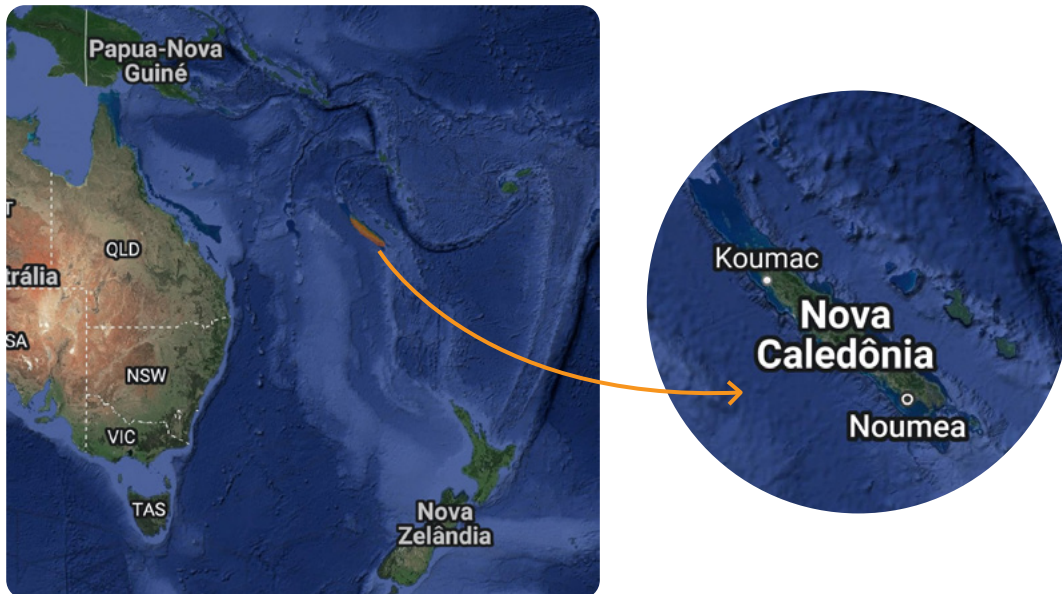 Papua-Nova
Guiné
T
QLD
trália
SA
NSW
VIC
TAS
Nova
Zelândia
Koumac
Nova
Caledônia
Noumea